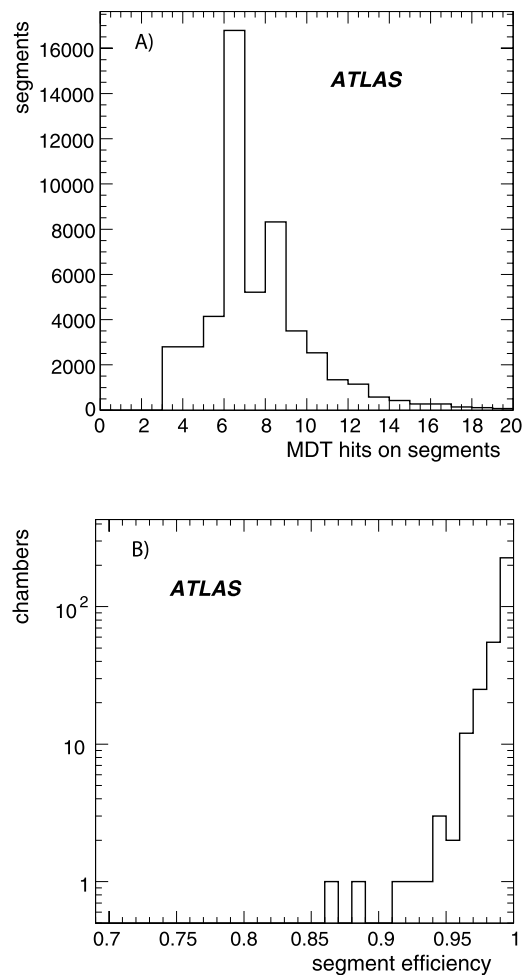 A)
ATLAS
segments
16000
14000
12000
10000
8000
6000
4000
2000
0
0 2 4 6 8 10 12 14 16 18 20
MDT hits on segments
B)
ATLAS
chambers
10²
10
1
0.7 0.75 0.8 0.85 0.9 0.95 1
segment efficiency